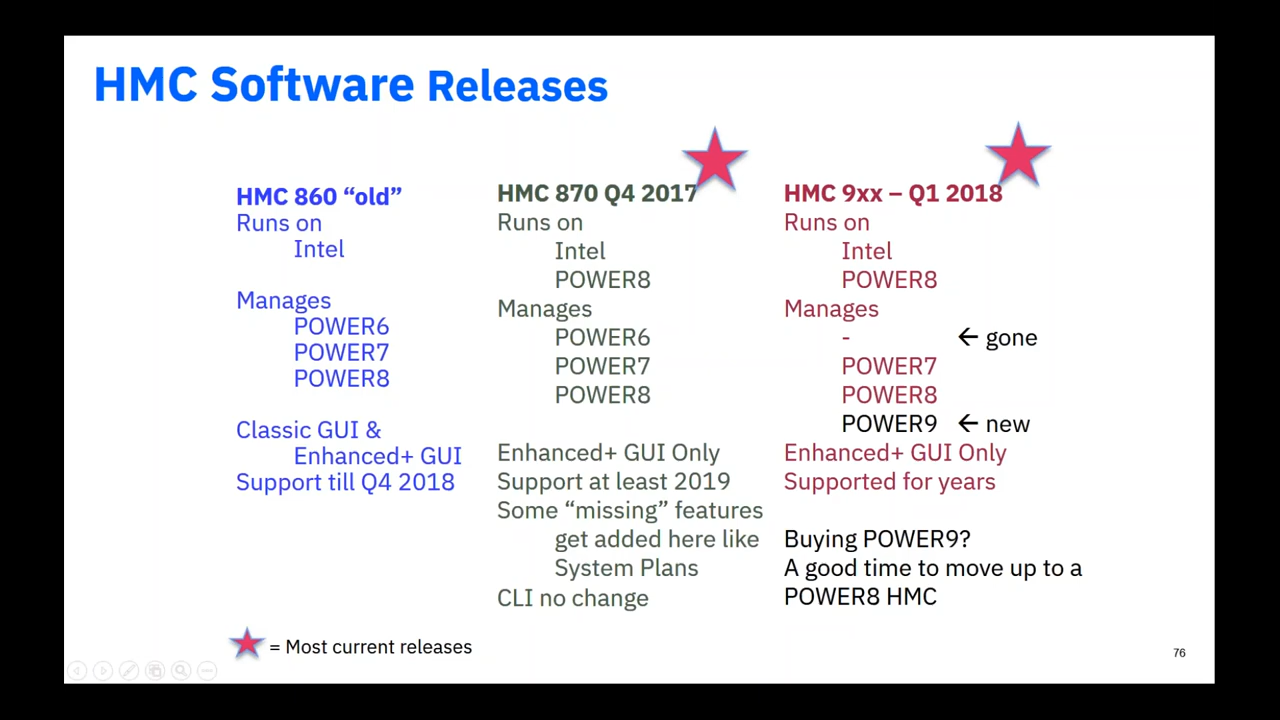 HMC Software Releases
HMC 860 “old”
Runs on
Intel
Manages
POWER6
POWER7
POWER8
Classic GUI &
Enhanced+ GUI
Support till Q4 2018
HMC 870 Q4 2017
Runs on
Intel
POWER8
Manages
POWER6
POWER7
POWER8
Enhanced+ GUI Only
Support at least 2019
Some “missing” features
get added here like
System Plans
CLI no change
HMC 9xx – Q1 2018
Runs on
Intel
POWER8
Manages
- ← gone
POWER7
POWER8
POWER9 ← new
Enhanced+ GUI Only
Supported for years
Buying POWER9?
A good time to move up to a
POWER8 HMC
= Most current releases
76